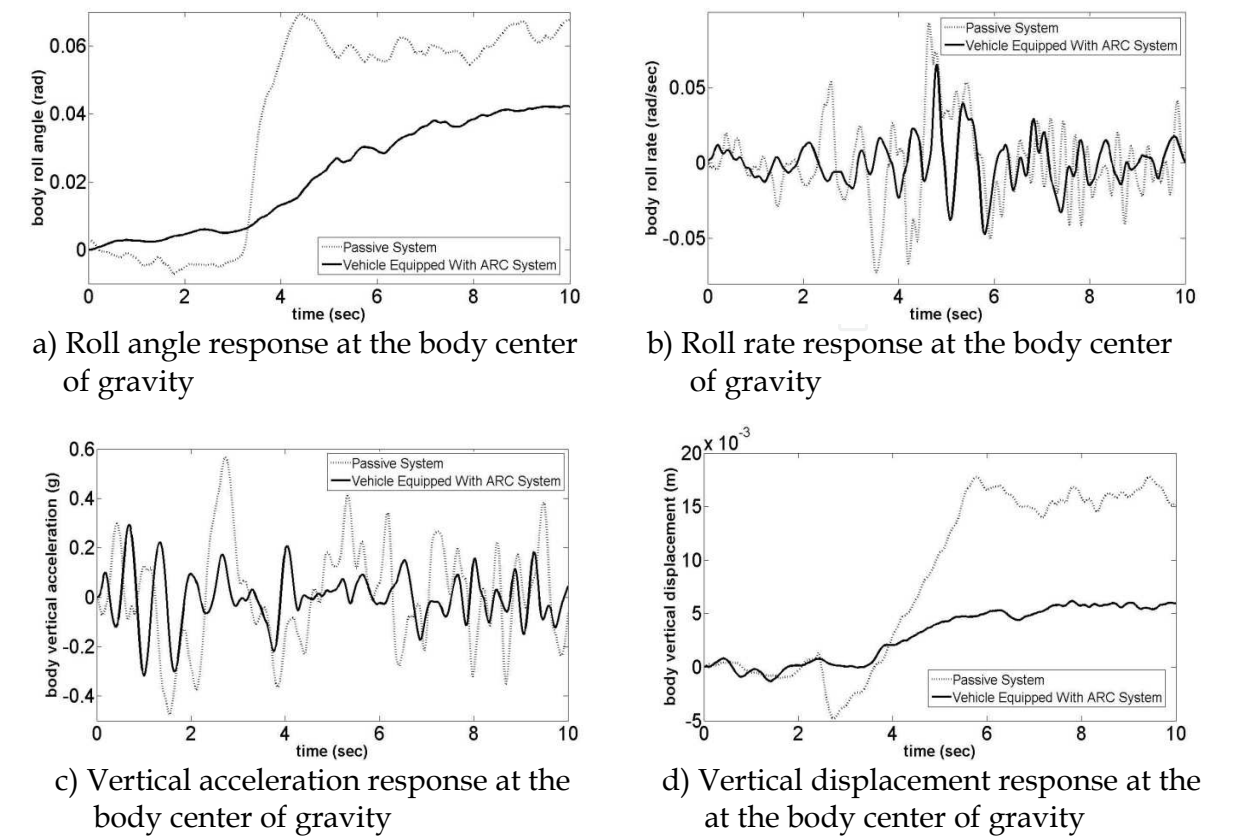 0.06
0.04
0.02
0
body roll angle (rad)
Passive System
Vehicle Equipped With ARC System
0 2 4 6 8 10
time (sec)
a) Roll angle response at the body center
of gravity
0.05
0
-0.05
body roll rate (rad/sec)
Passive System
Vehicle Equipped With ARC System
0 2 4 6 8 10
time (sec)
b) Roll rate response at the body center
of gravity
0.6
0.4
0.2
0
-0.2
-0.4
body vertical acceleration (g)
Passive System
Vehicle Equipped With ARC System
0 2 4 6 8 10
time (sec)
c) Vertical acceleration response at the
body center of gravity
x 10-3
20
15
10
5
0
-5
body vertical displacement (m)
Passive System
Vehicle Equipped With ARC System
0 2 4 6 8 10
time (sec)
d) Vertical displacement response at the
at the body center of gravity